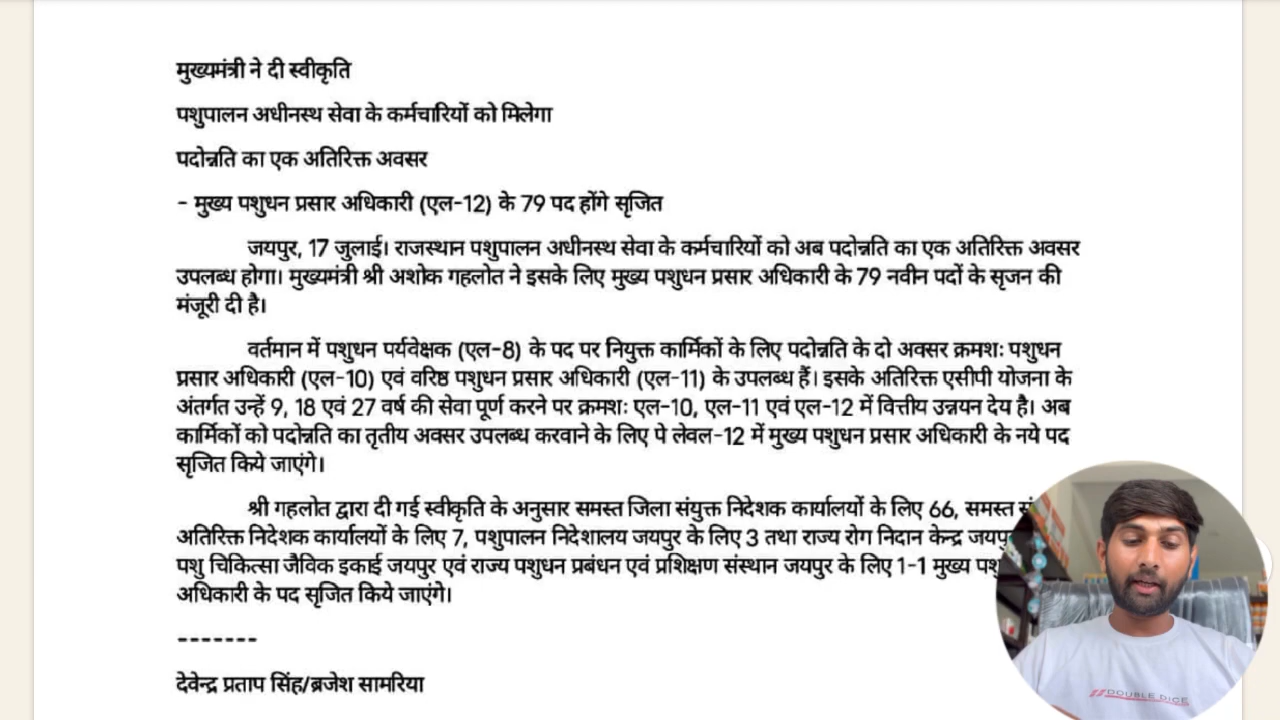 मुख्यमंत्री ने दी स्वीकृति
पशुपालन अधीनस्थ सेवा के कर्मचारियों को मिलेगा
पदोन्नति का एक अतिरिक्त अवसर
- मुख्य पशुधन प्रसार अधिकारी (एल-12) के 79 पद होंगे सृजित
जयपुर, 17 जुलाई। राजस्थान पशुपालन अधीनस्थ सेवा के कर्मचारियों को अब पदोन्नति का एक अतिरिक्त अवसर
उपलब्ध होगा। मुख्यमंत्री श्री अशोक गहलोत ने इसके लिए मुख्य पशुधन प्रसार अधिकारी के 79 नवीन पदों के सृजन की
मंजूरी दी है।
वर्तमान में पशुधन पर्यवेक्षक (एल-8) के पद पर नियुक्त कार्मिकों के लिए पदोन्नति के दो अवसर क्रमशः पशुधन
प्रसार अधिकारी (एल-10) एवं वरिष्ठ पशुधन प्रसार अधिकारी (एल-11) के उपलब्ध हैं। इसके अतिरिक्त एसीपी योजना के
अंतर्गत उन्हें 9, 18 एवं 27 वर्ष की सेवा पूर्ण करने पर क्रमशः एल-10, एल-11 एवं एल-12 में वित्तीय उन्नयन देय है। अब
कार्मिकों को पदोन्नति का तृतीय अवसर उपलब्ध करवाने के लिए पे लेवल-12 में मुख्य पशुधन प्रसार अधिकारी के नये पद
सृजित किये जाएंगे।
श्री गहलोत द्वारा दी गई स्वीकृति के अनुसार समस्त जिला संयुक्त निदेशक कार्यालयों के लिए 66, समस्त
अतिरिक्त निदेशक कार्यालयों के लिए 7, पशुपालन निदेशालय जयपुर के लिए 3 तथा राज्य रोग निदान केन्द्र
पशु चिकित्सा जैविक इकाई जयपुर एवं राज्य पशुधन प्रबंधन एवं प्रशिक्षण संस्थान जयपुर के लिए 1-1 मुख्य
अधिकारी के पद सृजित किये जाएंगे।
-------
देवेन्द्र प्रताप सिंह/ब्रजेश सामरिया
DOUBLE DICE